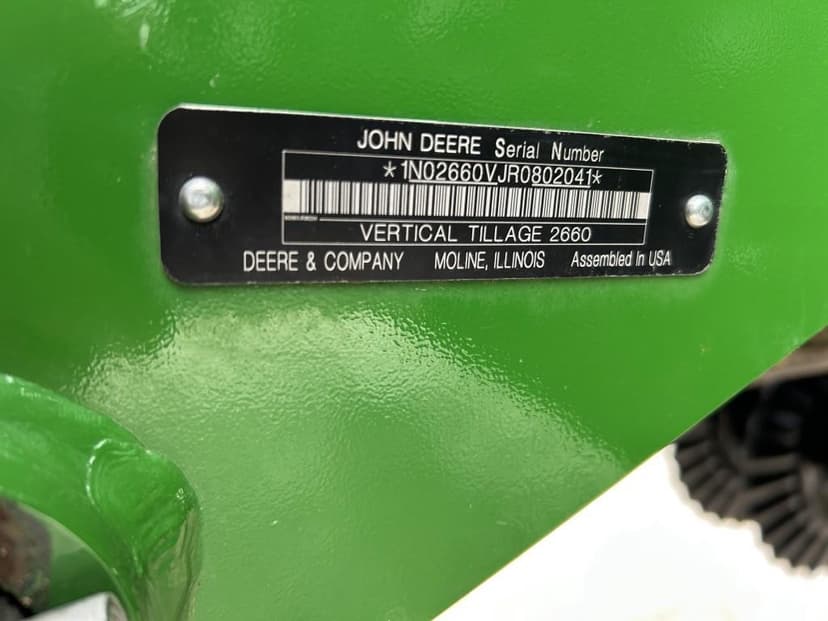 JOHN DEERE Serial Number
*1N02660VJR0802041*
VERTICAL TILLAGE 2660
DEERE & COMPANY MOLINE, ILLINOIS Assembled In USA